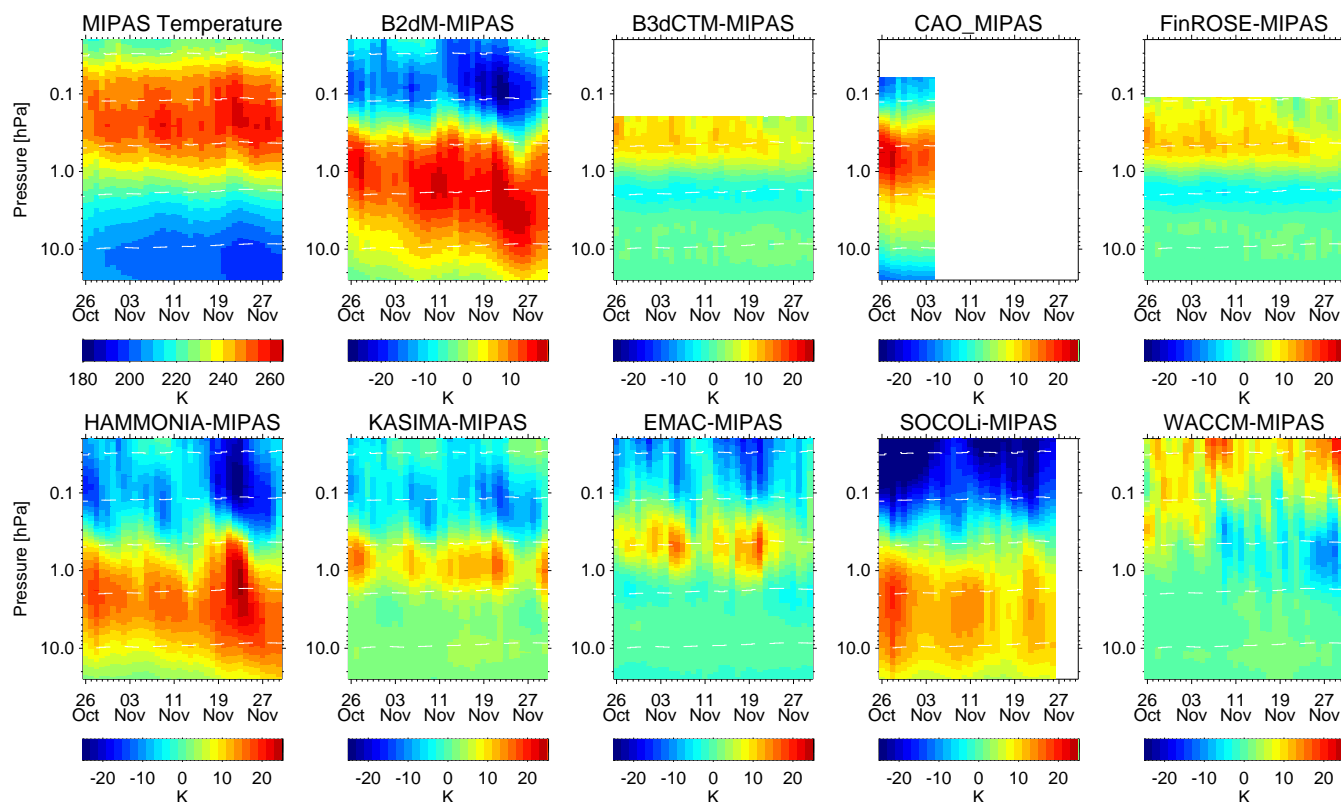 MIPAS Temperature B2dM-MIPAS B3dCTM-MIPAS CAO_MIPAS FinROSE-MIPAS
Pressure [hPa]
0.1 0.1 0.1 0.1 0.1
1.0 1.0 1.0 1.0 1.0
10.0 10.0 10.0 10.0 10.0
26 03 11 19 27 26 03 11 19 27 26 03 11 19 27 26 03 11 19 27 26 03 11 19 27
Oct Nov Nov Nov Nov Oct Nov Nov Nov Nov Oct Nov Nov Nov Nov Oct Nov Nov Nov Nov Oct Nov Nov Nov Nov
180 200 220 240 260 -20 -10 0 10 -20 -10 0 10 20 -20 -10 0 10 20 -20 -10 0 10 20
K K K K K
HAMMONIA-MIPAS KASIMA-MIPAS EMAC-MIPAS SOCOLi-MIPAS WACCM-MIPAS
Pressure [hPa]
0.1 0.1 0.1 0.1 0.1
1.0 1.0 1.0 1.0 1.0
10.0 10.0 10.0 10.0 10.0
26 03 11 19 27 26 03 11 19 27 26 03 11 19 27 26 03 11 19 27 26 03 11 19 27
Oct Nov Nov Nov Nov Oct Nov Nov Nov Nov Oct Nov Nov Nov Nov Oct Nov Nov Nov Nov Oct Nov Nov Nov Nov
-20 -10 0 10 20 -20 -10 0 10 20 -20 -10 0 10 20 -20 -10 0 10 20 -20 -10 0 10 20
K K K K K